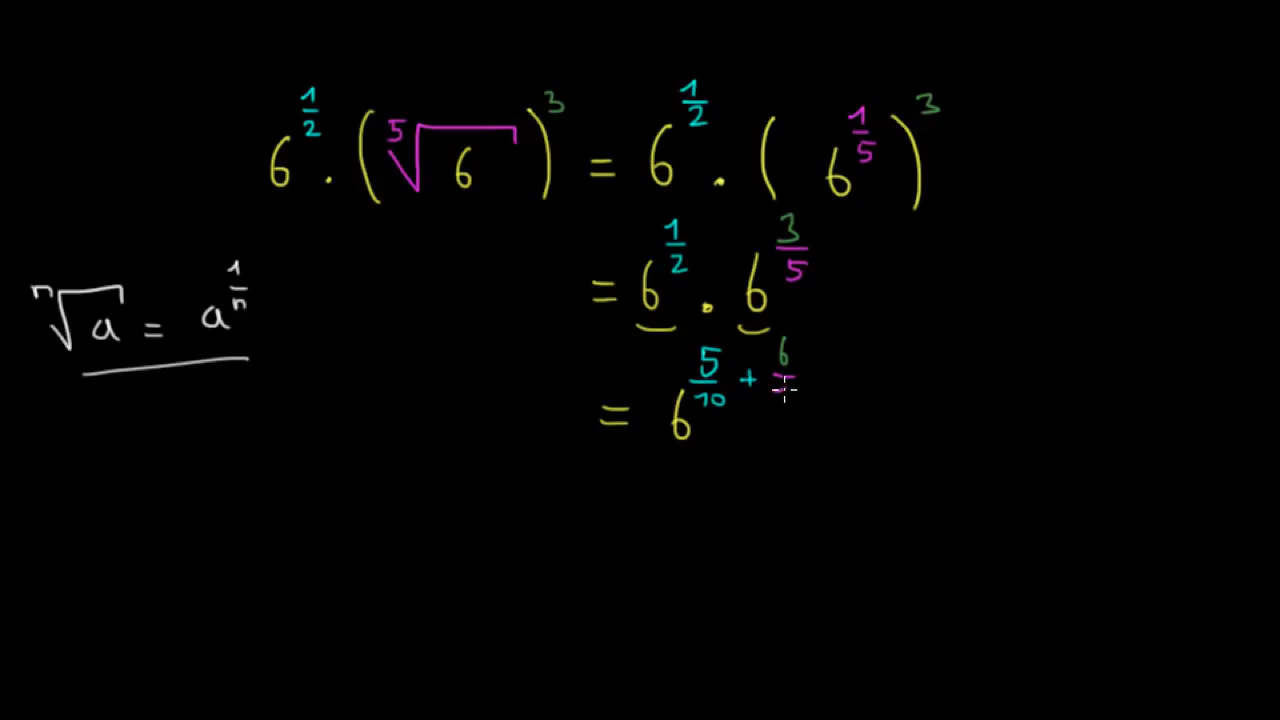 6^{1/2} · (⁵√6)^3 = 6^{1/2} · (6^{1/5})^3
= 6^{1/2} · 6^{3/5}
ⁿ√a = a^{1/n}
= 6^{5/10 + 6/}